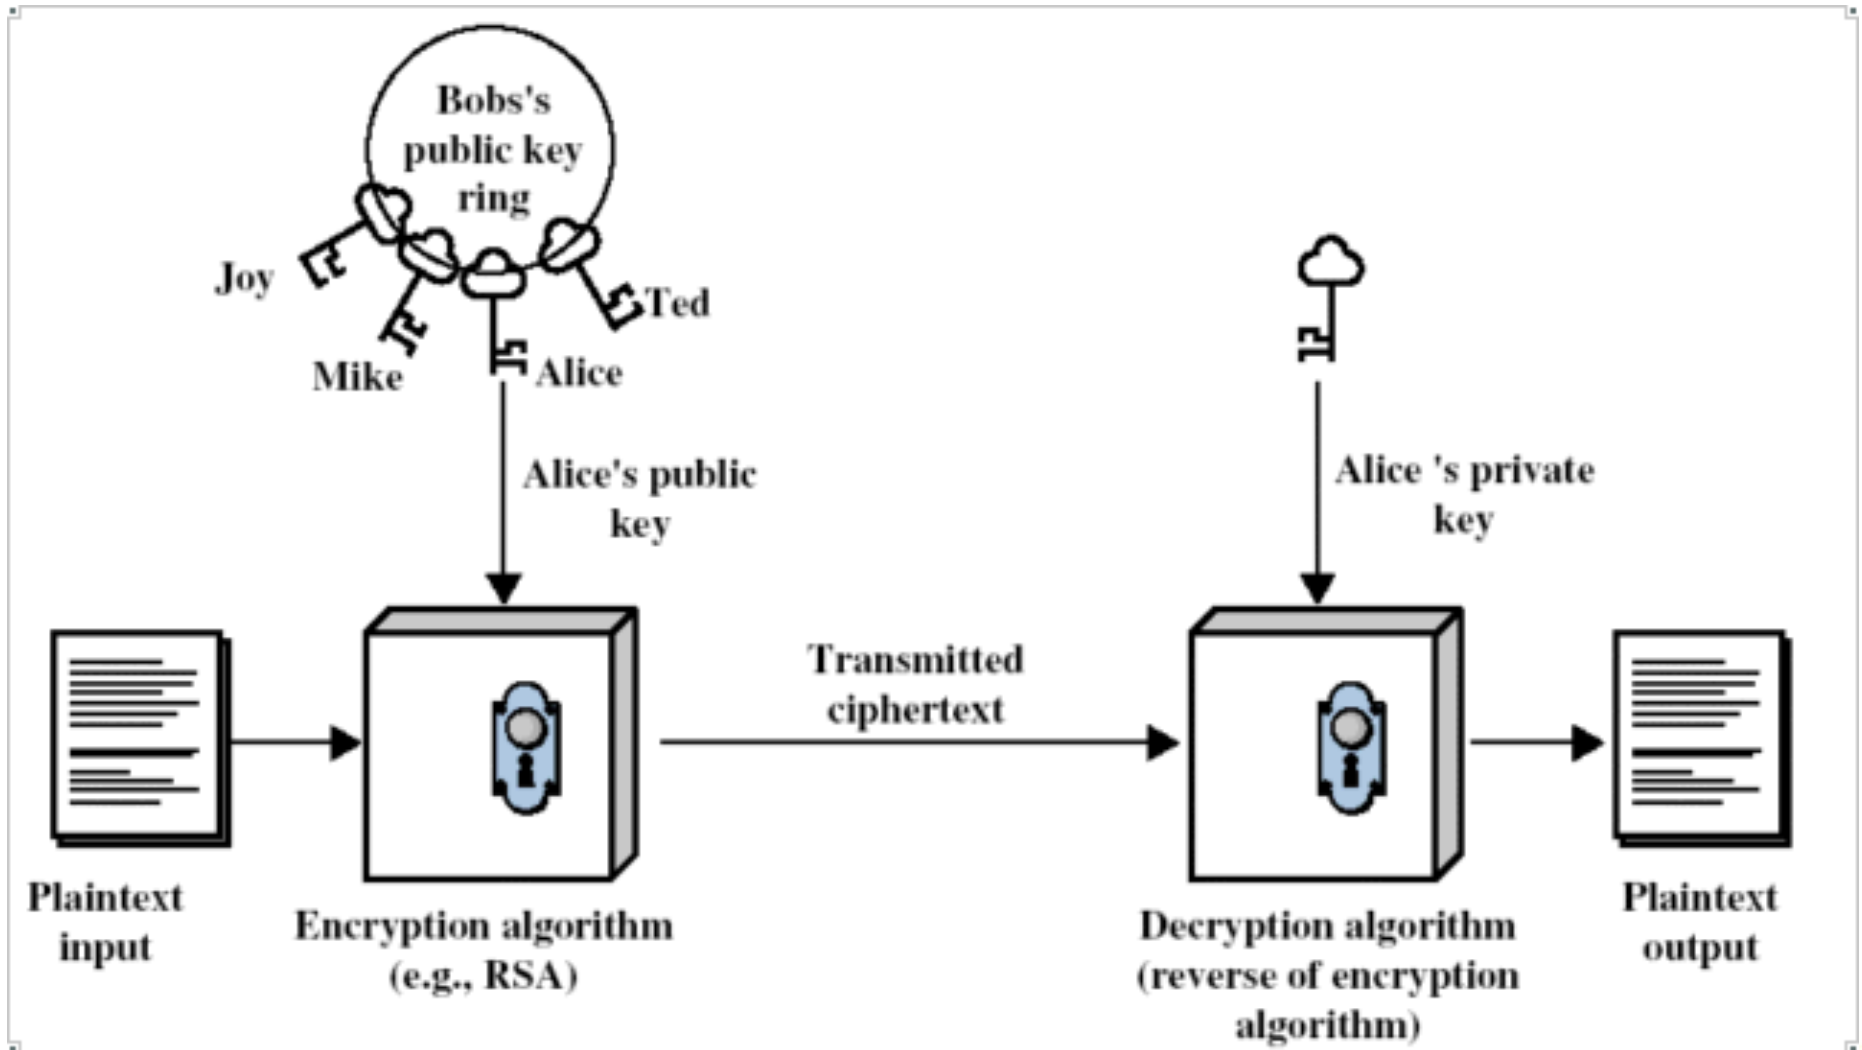 Bobs's
public key
ring
Joy
Ted
Mike
Alice
Alice's public
key
Alice 's private
key
Transmitted
ciphertext
Plaintext
input
Encryption algorithm
(e.g., RSA)
Decryption algorithm
(reverse of encryption
algorithm)
Plaintext
output